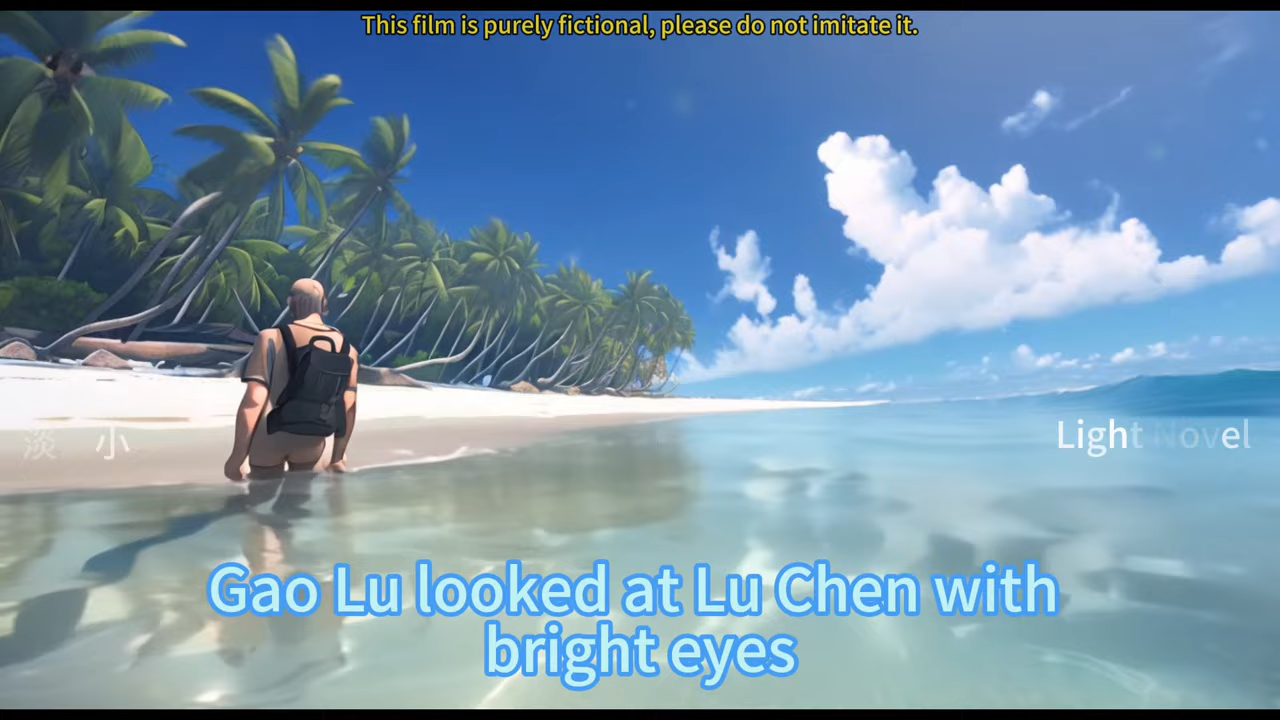 This film is purely fictional, please do not imitate it.
淡 小
Light Novel
Gao Lu looked at Lu Chen with
bright eyes